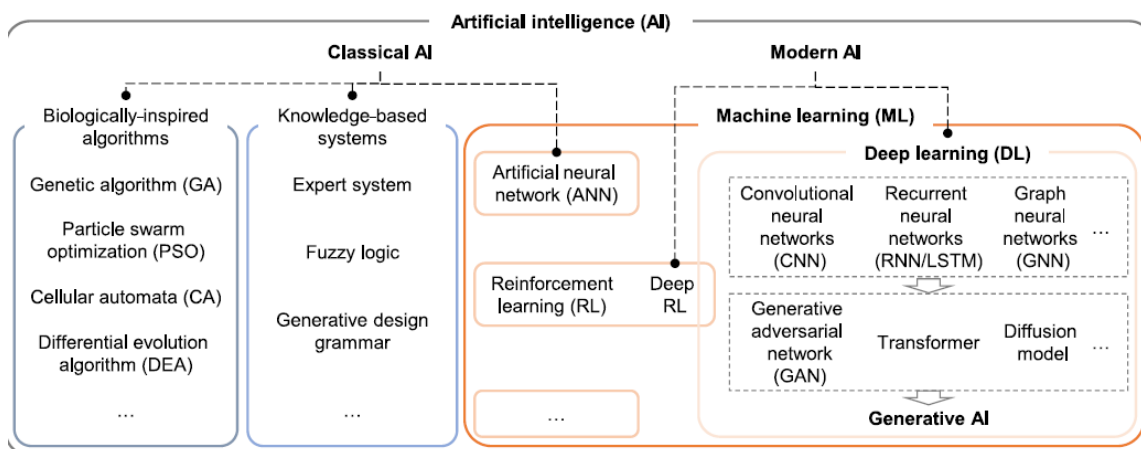 Artificial intelligence (AI)
Classical AI
Modern AI
Biologically-inspired
algorithms
Genetic algorithm (GA)
Particle swarm
optimization (PSO)
Cellular automata (CA)
Differential evolution
algorithm (DEA)
...
Knowledge-based
systems
Expert system
Fuzzy logic
Generative design
grammar
...
Machine learning (ML)
Artificial neural
network (ANN)
Reinforcement
learning (RL)
Deep
RL
...
Deep learning (DL)
Convolutional
neural
networks
(CNN)
Recurrent
neural
networks
(RNN/LSTM)
Graph
neural
networks
(GNN)
...
Generative
adversarial
network
(GAN)
Transformer
Diffusion
model
...
Generative AI